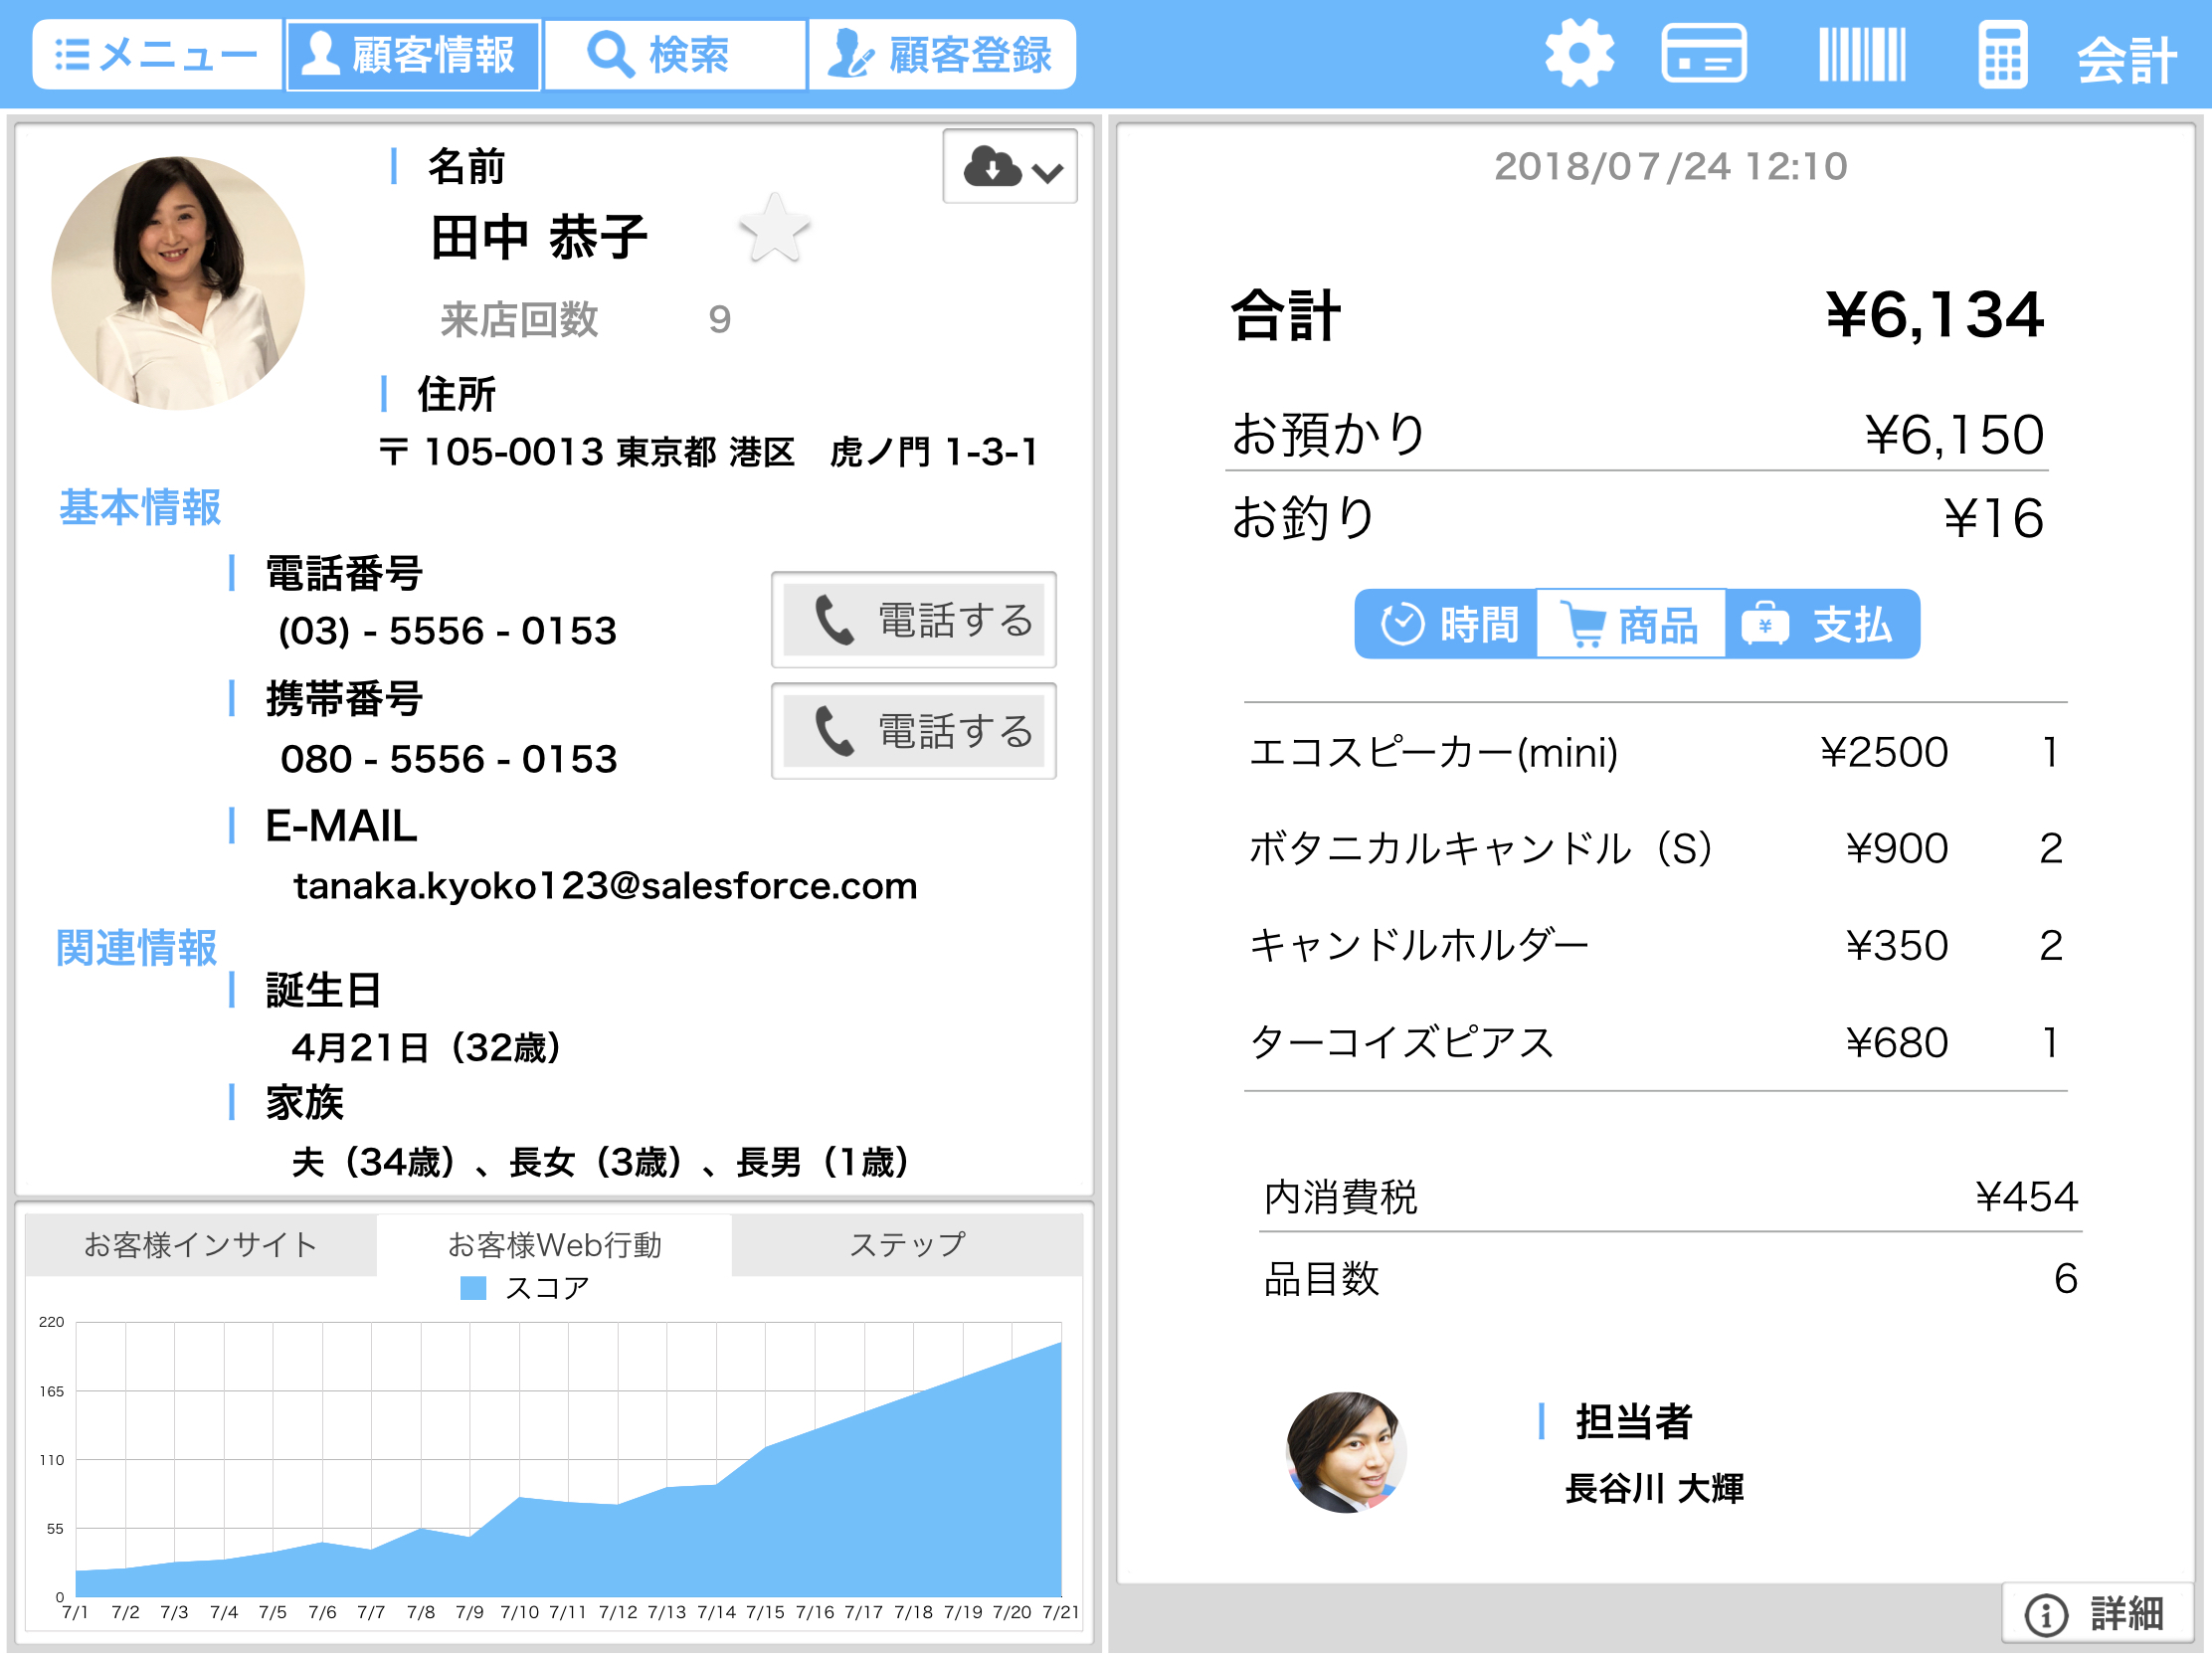 メニュー
顧客情報
検索
顧客登録
会計
名前
田中 恭子
来店回数 9
住所
〒 105-0013 東京都 港区　虎ノ門 1-3-1
基本情報
電話番号
(03) - 5556 - 0153
電話する
携帯番号
080 - 5556 - 0153
電話する
E-MAIL
tanaka.kyoko123@salesforce.com
関連情報
誕生日
4月21日（32歳）
家族
夫（34歳）、長女（3歳）、長男（1歳）
お客様インサイト
お客様Web行動
ステップ
スコア
220
165
110
55
0
7/1 7/2 7/3 7/4 7/5 7/6 7/7 7/8 7/9 7/10 7/11 7/12 7/13 7/14 7/15 7/16 7/17 7/18 7/19 7/20 7/21
2018/07/24 12:10
合計 ¥6,134
お預かり ¥6,150
お釣り ¥16
時間
商品
¥
支払
エコスピーカー(mini) ¥2500 1
ボタニカルキャンドル（S） ¥900 2
キャンドルホルダー ¥350 2
ターコイズピアス ¥680 1
内消費税 ¥454
品目数 6
担当者
長谷川 大輝
詳細